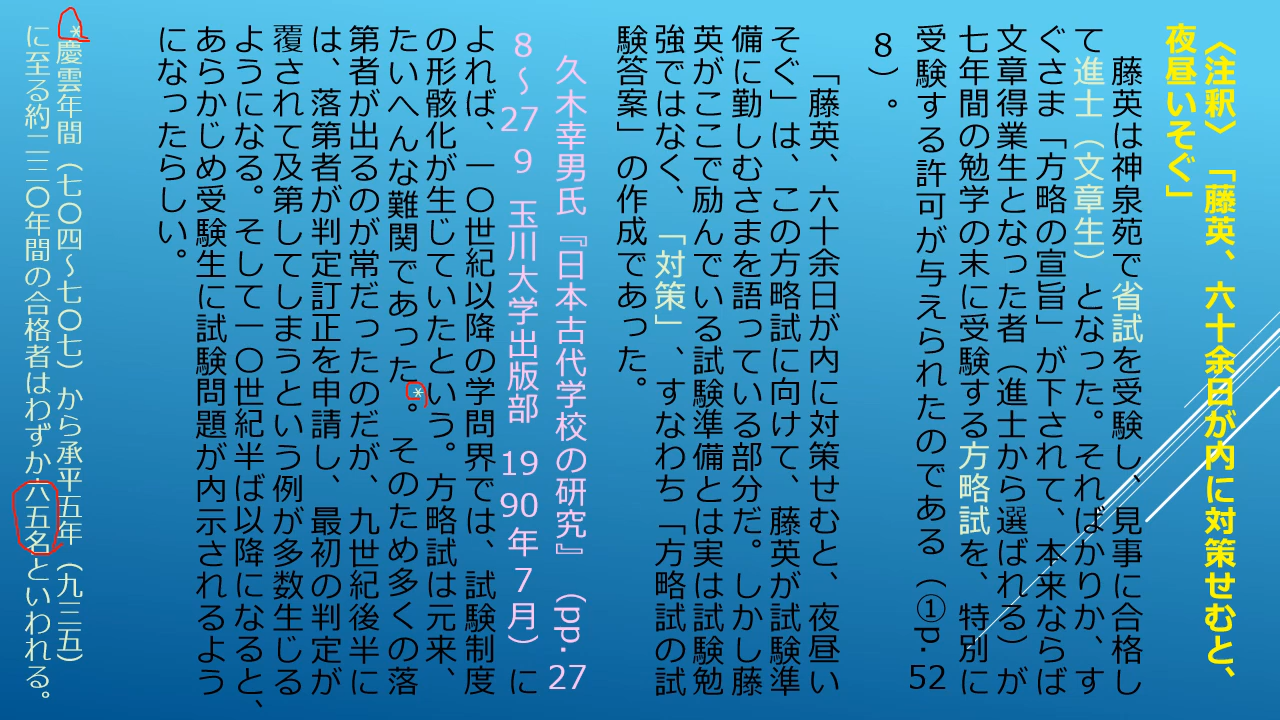 〈注釈〉「藤英、六十余日が内に対策せむと、
夜昼いそぐ」
藤英は神泉苑で省試を受験し、見事に合格し
て進士（文章生）となった。そればかりか、す
ぐさま「方略の宣旨」が下されて、本来ならば
文章得業生となった者（進士から選ばれる）が
七年間の勉学の末に受験する方略試を、特別に
受験する許可が与えられたのである（①p.52
8）。
「藤英、六十余日が内に対策せむと、夜昼い
そぐ」は、この方略試に向けて、藤英が試験準
備に勤しむさまを語っている部分だ。しかし藤
英がここで励んでいる試験準備とは実は試験勉
強ではなく、「対策」、すなわち「方略試の試
験答案」の作成であった。
久木幸男氏『日本古代学校の研究』（pp.27
8～279 玉川大学出版部 1990年7月）に
よれば、一〇世紀以降の学問界では、試験制度
の形骸化が生じていたという。方略試は元来、
たいへんな難関であった*。そのため多くの落
第者が出るのが常だったのだが、九世紀後半に
は、落第者が判定訂正を申請し、最初の判定が
覆されて及第してしまうという例が多数生じる
ようになる。そして一〇世紀半ば以降になると、
あらかじめ受験生に試験問題が内示されるよう
になったらしい。
*慶雲年間（七〇四～七〇七）から承平五年（九三五）
に至る約二三〇年間の合格者はわずか六五名といわれる。